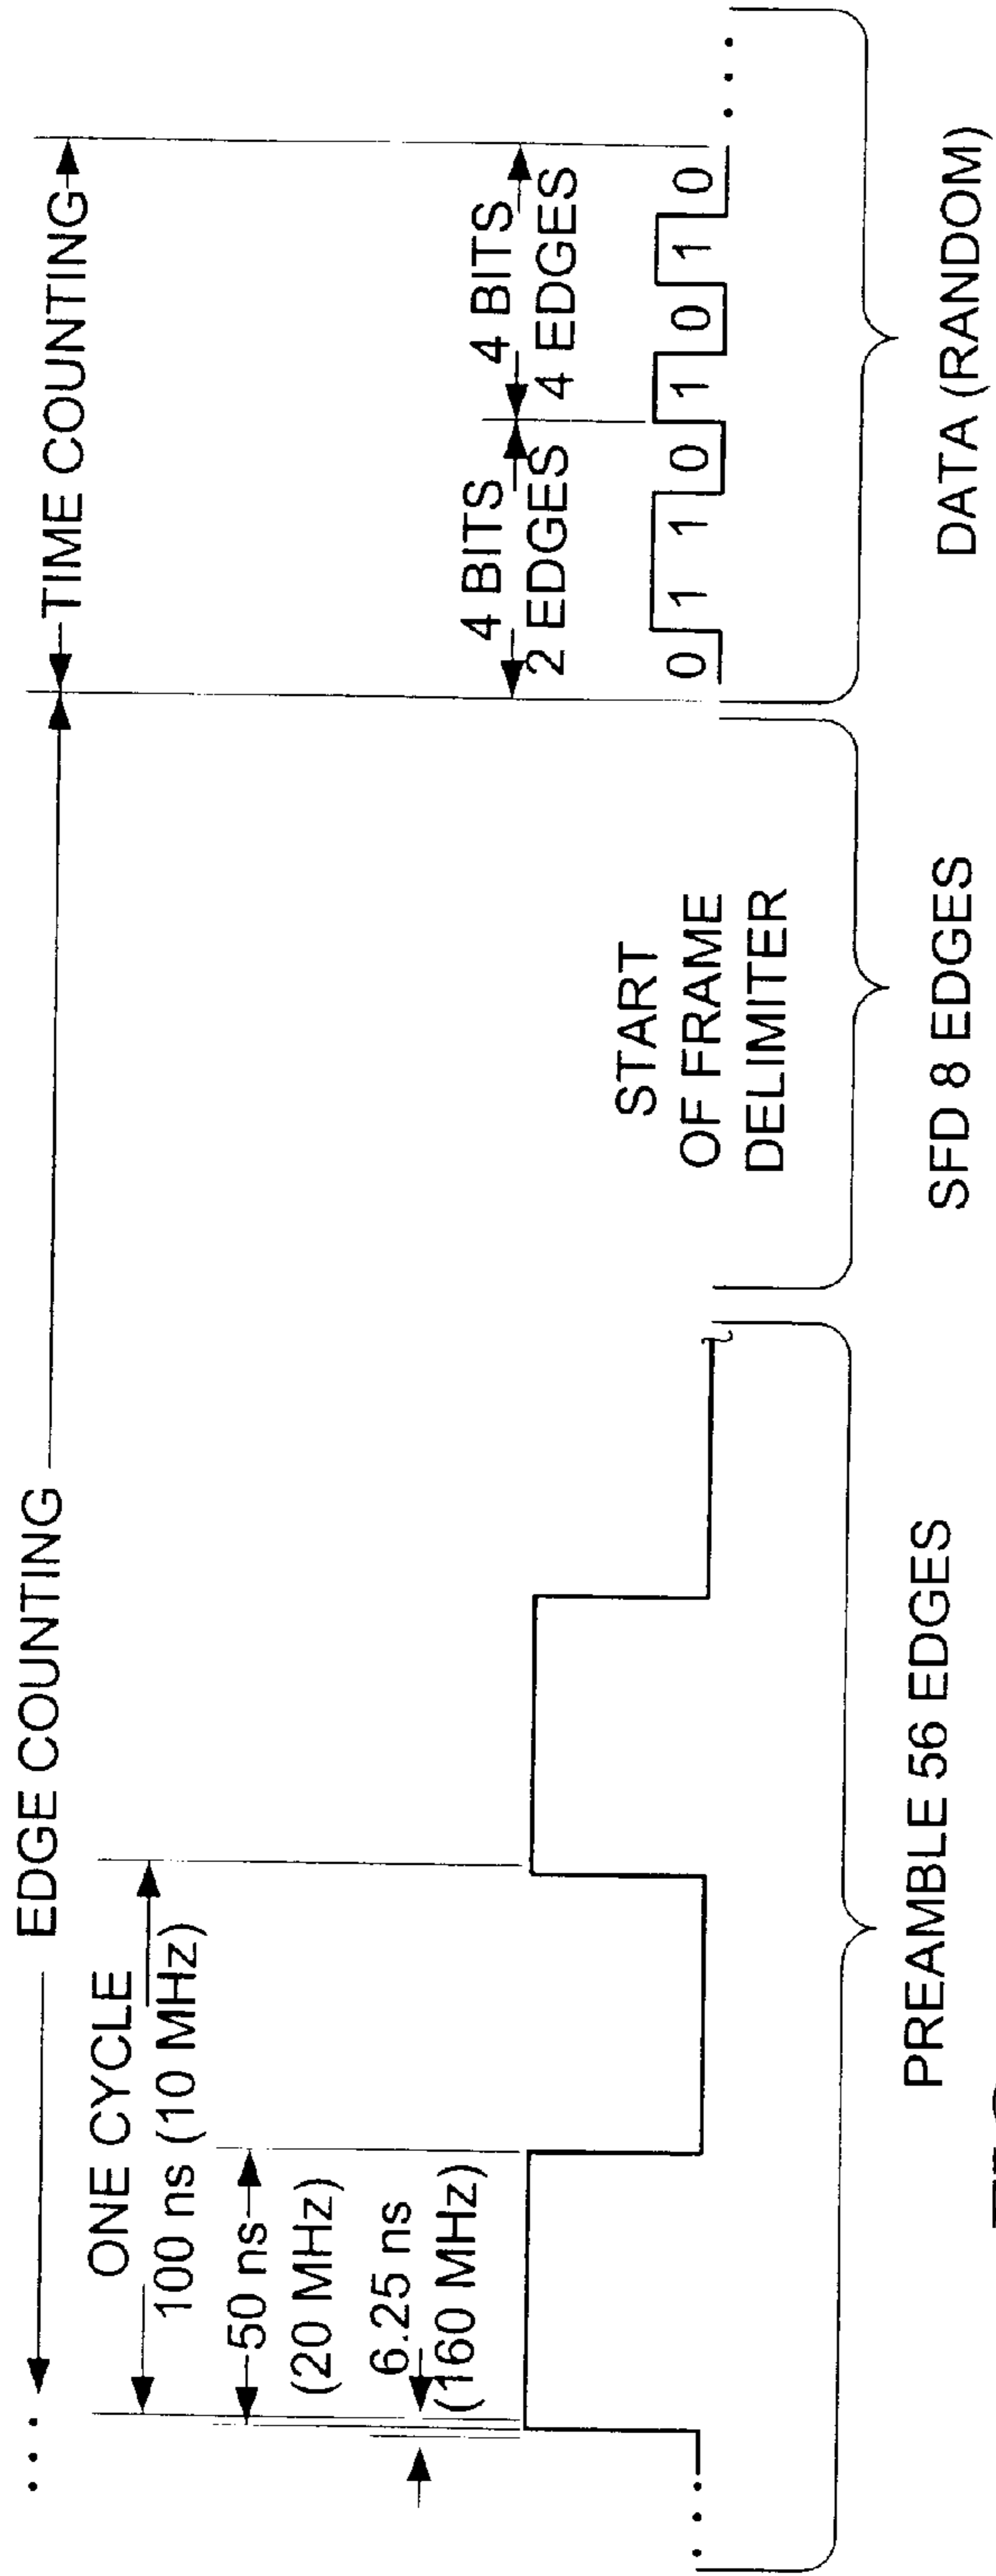 EDGE COUNTING
TIME COUNTING
ONE CYCLE
100 ns (10 MHz)
50 ns
(20 MHz)
6.25 ns
(160 MHz)
4 BITS
2 EDGES
4 BITS
4 EDGES
START
OF FRAME
DELIMITER
0 1 1 0 1 0 1 0
PREAMBLE 56 EDGES
SFD 8 EDGES
DATA (RANDOM)